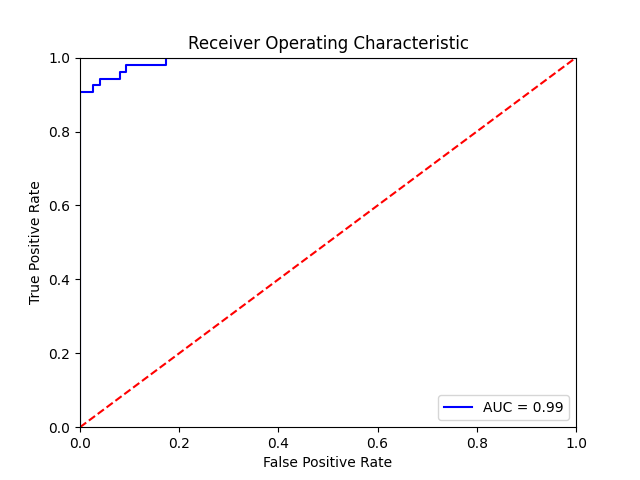 Receiver Operating Characteristic
True Positive Rate
1.0
0.8
0.6
0.4
0.2
0.0
AUC = 0.99
0.0 0.2 0.4 0.6 0.8 1.0
False Positive Rate